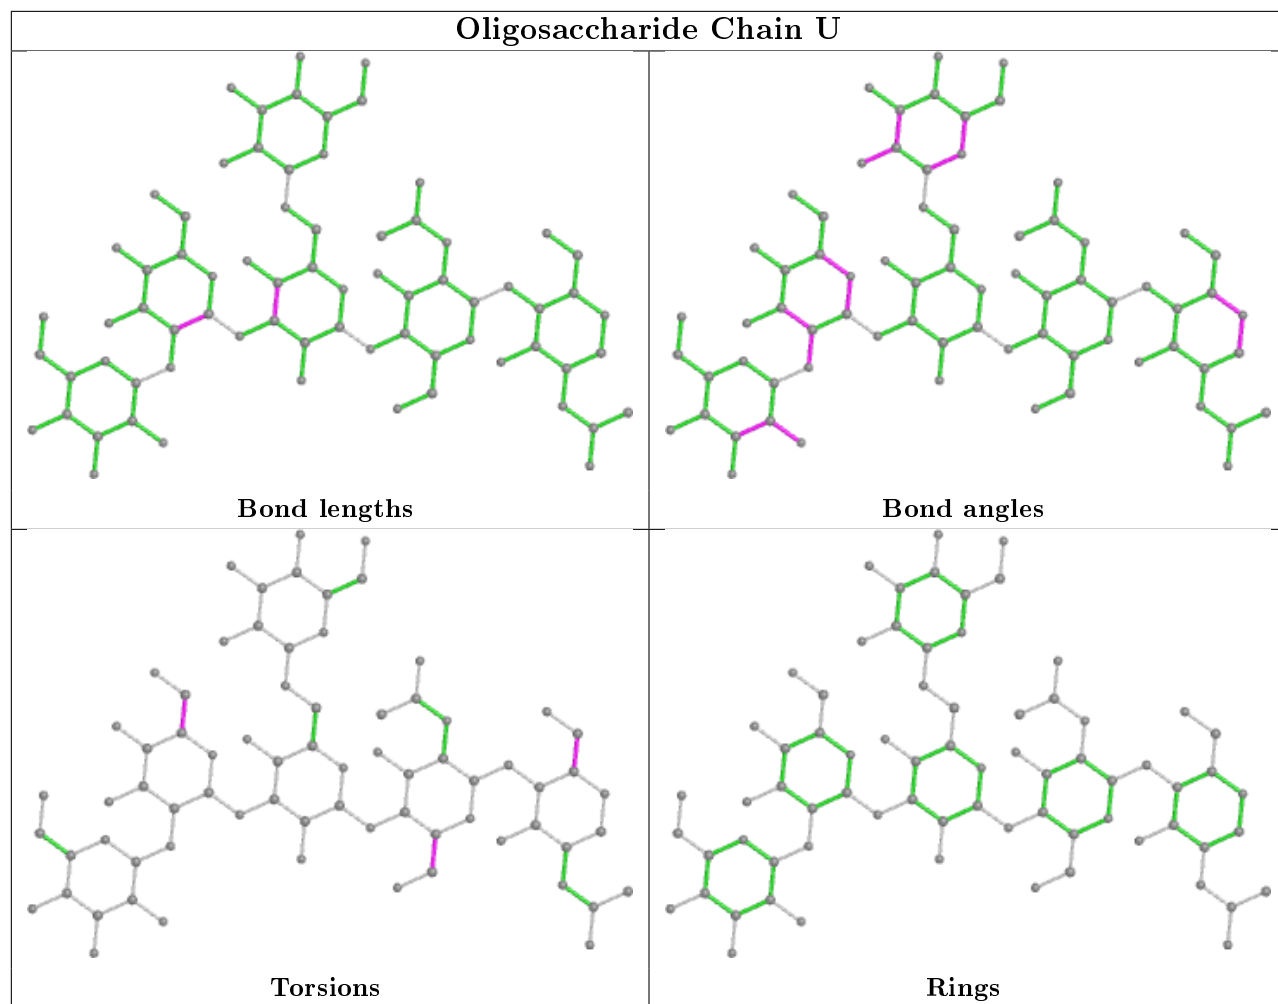 Oligosaccharide Chain U
Bond lengths
Bond angles
Torsions
Rings